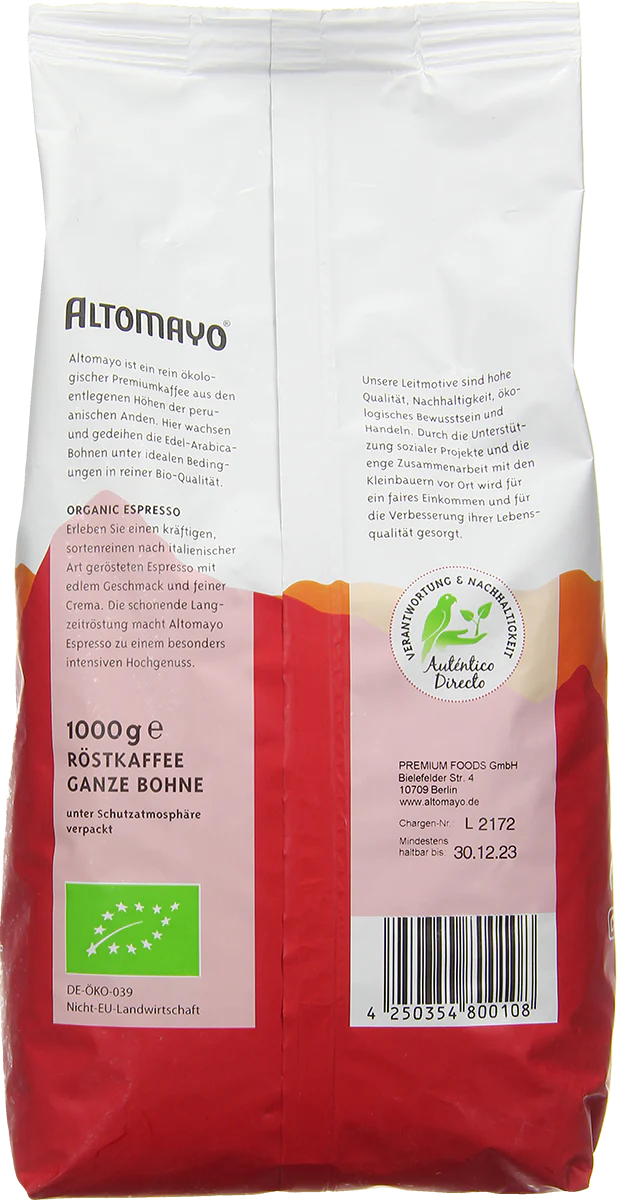 ALTOMAYO®
Altomayo ist ein rein ökolo-
gischer Premiumkaffee aus den
entlegenen Höhen der peru-
anischen Anden. Hier wachsen
und gedeihen die Edel-Arabica-
Bohnen unter idealen Bedin-
gungen in reiner Bio-Qualität.
ORGANIC ESPRESSO
Erleben Sie einen kräftigen,
sortenreinen nach italienischer
Art gerösteten Espresso mit
edlem Geschmack und feiner
Crema. Die schonende Lang-
zeitröstung macht Altomayo
Espresso zu einem besonders
intensiven Hochgenuss.
1000g ℮
RÖSTKAFFEE
GANZE BOHNE
unter Schutzatmosphäre
verpackt
DE-ÖKO-039
Nicht-EU-Landwirtschaft
Unsere Leitmotive sind hohe
Qualität, Nachhaltigkeit, öko-
logisches Bewusstsein und
Handeln. Durch die Unterstüt-
zung sozialer Projekte und die
enge Zusammenarbeit mit den
Kleinbauern vor Ort wird für
ein faires Einkommen und für
die Verbesserung ihrer Lebens-
qualität gesorgt.
VERANTWORTUNG & NACHHALTIGKEIT
Auténtico
Directo
PREMIUM FOODS GmbH
Bielefelder Str. 4
10709 Berlin
www.altomayo.de
Chargen-Nr.: L 2172
Mindestens
haltbar bis: 30.12.23
4 250354 800108